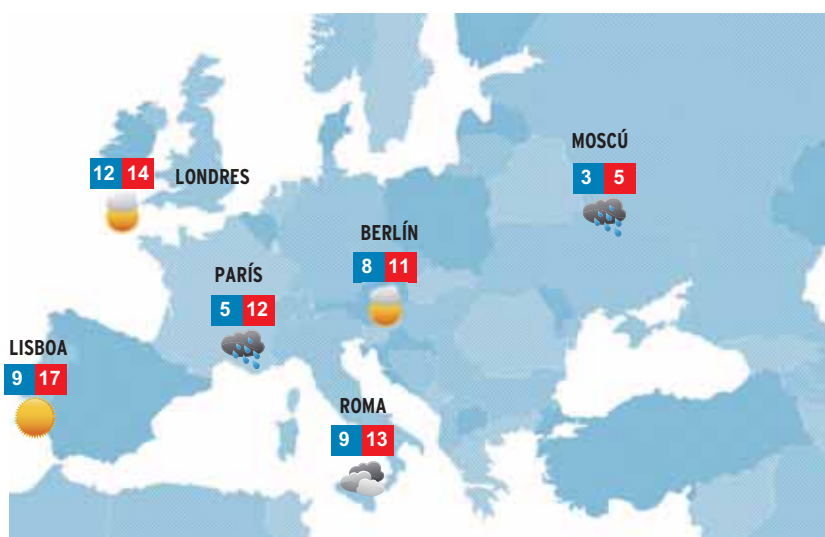 MOSCÚ
3 5
12 14
LONDRES
BERLÍN
8 11
PARÍS
5 12
LISBOA
9 17
ROMA
9 13